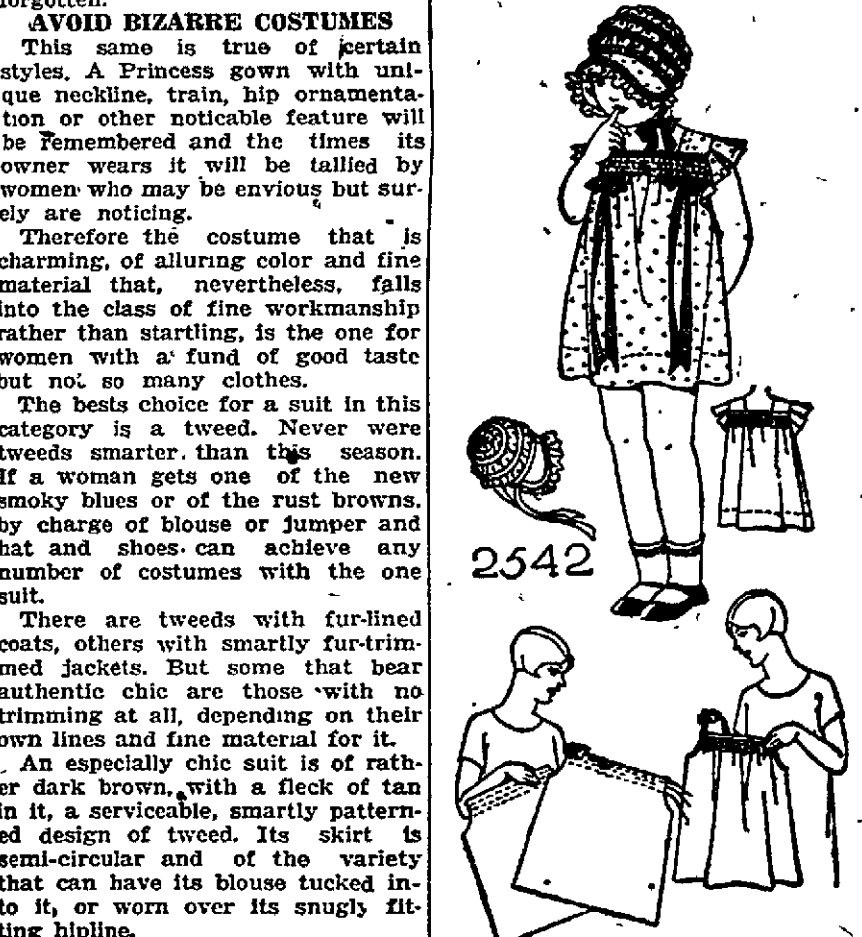 forgotten.
AVOID BIZARRE COSTUMES
This same is true of certain
styles. A Princess gown with uni-
que neckline, train, hip ornamenta-
tion or other noticable feature will
be remembered and the times its
owner wears it will be tallied by
women who may be envious but sur-
ely are noticing.
Therefore the costume that is
charming, of alluring color and fine
material that, nevertheless, falls
into the class of fine workmanship
rather than startling, is the one for
women with a fund of good taste
but not so many clothes.
The bests choice for a suit in this
category is a tweed. Never were
tweeds smarter than this season.
If a woman gets one of the new
smoky blues or of the rust browns,
by charge of blouse or jumper and
hat and shoes can achieve any
number of costumes with the one
suit.
There are tweeds with fur-lined
coats, others with smartly fur-trim-
med jackets. But some that bear
authentic chic are those with no
trimming at all, depending on their
own lines and fine material for it.
An especially chic suit is of rath-
er dark brown, with a fleck of tan
in it, a serviceable, smartly pattern-
ed design of tweed. Its skirt is
semi-circular and of the variety
that can have its blouse tucked in-
to it, or worn over its snugly fit-
ting hipline.
2542